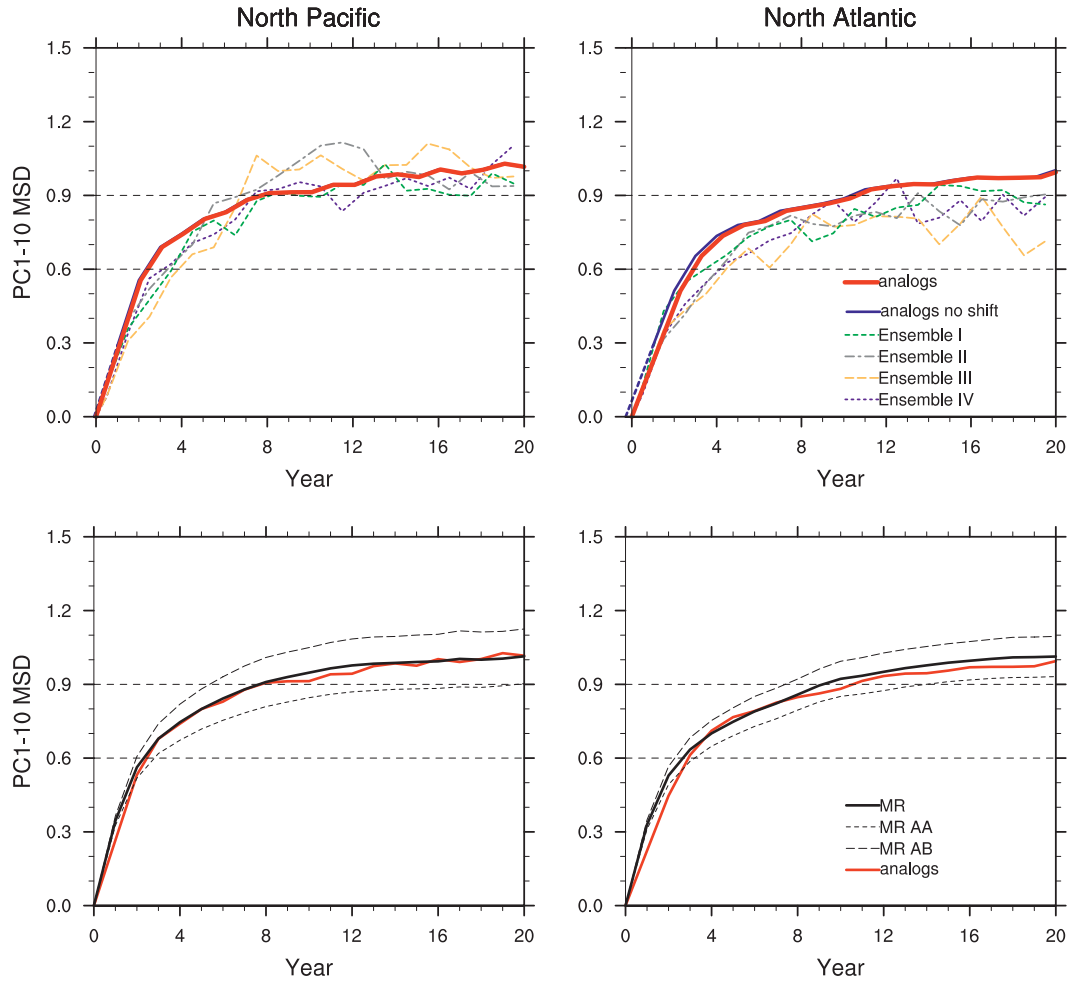 North Pacific
PC1-10 MSD
1.5
1.2
0.9
0.6
0.3
0.0
0 4 8 12 16 20
Year
North Atlantic
1.5
1.2
0.9
0.6
0.3
0.0
analogs
analogs no shift
Ensemble I
Ensemble II
Ensemble III
Ensemble IV
0 4 8 12 16 20
Year
PC1-10 MSD
1.5
1.2
0.9
0.6
0.3
0.0
0 4 8 12 16 20
Year
1.5
1.2
0.9
0.6
0.3
0.0
MR
MR AA
MR AB
analogs
0 4 8 12 16 20
Year